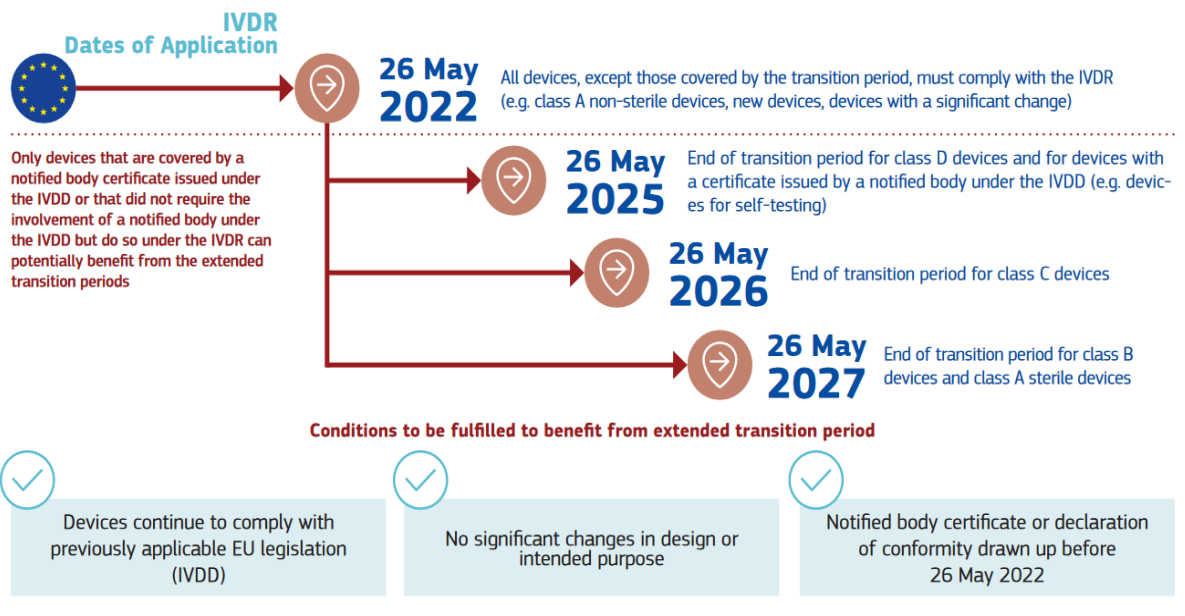 IVDR
Dates of Application
26 May
2022
All devices, except those covered by the transition period, must comply with the IVDR
(e.g. class A non-sterile devices, new devices, devices with a significant change)
Only devices that are covered by a
notified body certificate issued under
the IVDD or that did not require the
involvement of a notified body under
the IVDD but do so under the IVDR can
potentially benefit from the extended
transition periods
26 May
2025
End of transition period for class D devices and for devices with
a certificate issued by a notified body under the IVDD (e.g. devic-
es for self-testing)
26 May
2026
End of transition period for class C devices
26 May
2027
End of transition period for class B
devices and class A sterile devices
Conditions to be fulfilled to benefit from extended transition period
Devices continue to comply with
previously applicable EU legislation
(IVDD)
No significant changes in design or
intended purpose
Notified body certificate or declaration
of conformity drawn up before
26 May 2022